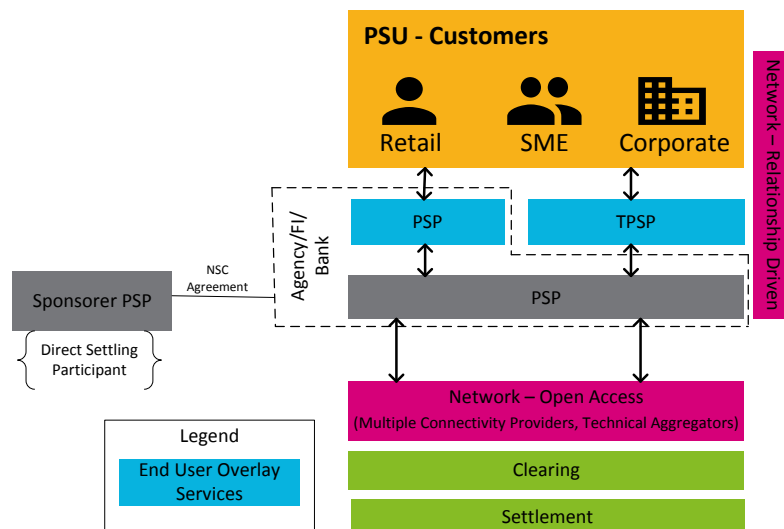 PSU - Customers
Retail
SME
Corporate
Network – Relationship Driven
PSP
TPSP
Agency/FI/
Bank
NSC
Agreement
Sponsorer PSP
PSP
Direct Settling
Participant
Network – Open Access
(Multiple Connectivity Providers, Technical Aggregators)
Legend
End User Overlay
Services
Clearing
Settlement